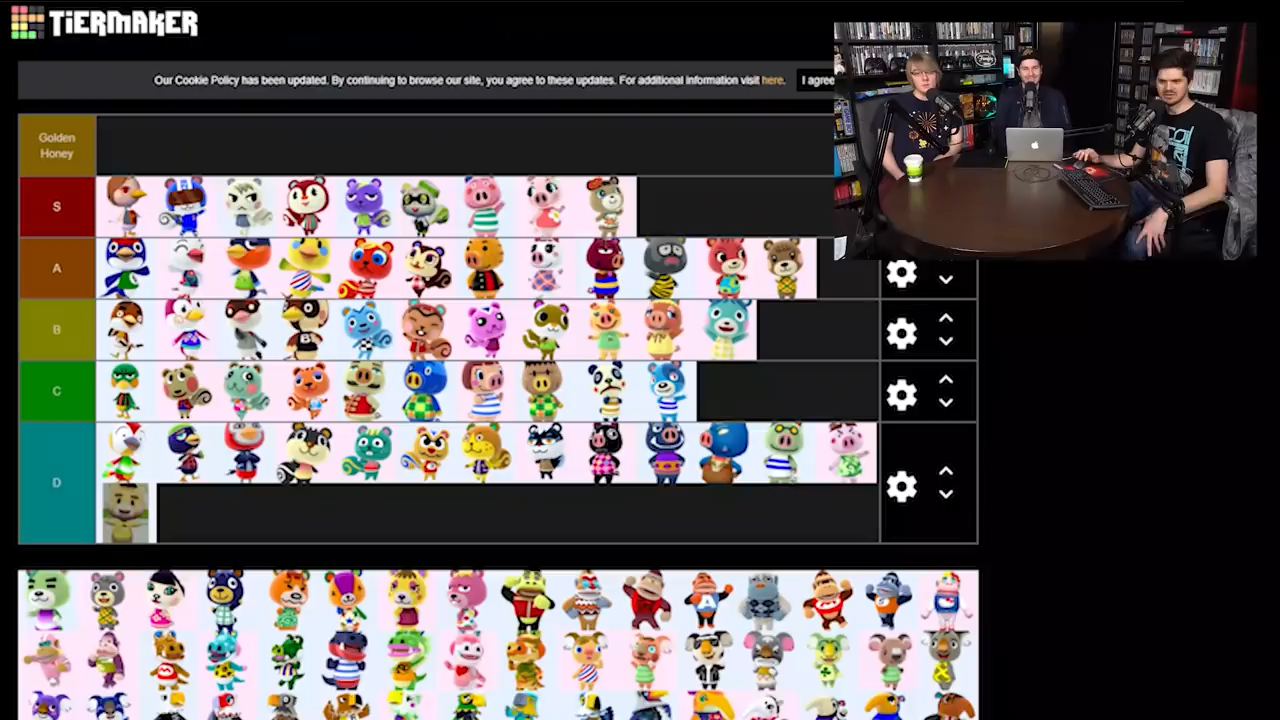 TiERMAKER
Our Cookie Policy has been updated. By continuing to browse our site, you agree to these updates. For additional information visit here.
I agree
Golden
Honey
S
A
B
C
D